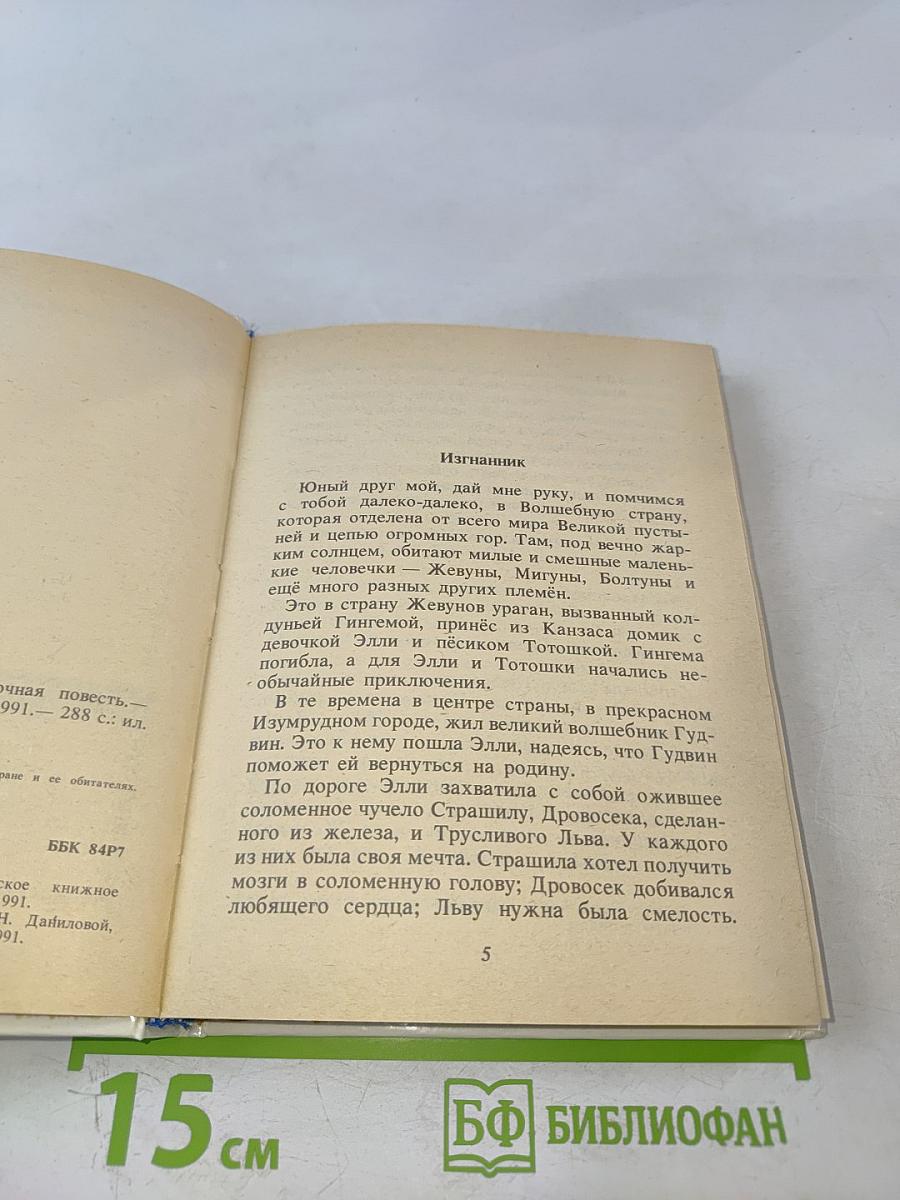 очная повесть.—
991.— 288 с.: ил.
ране и ее обитателях.
ББК 84Р7
ское книжное
991.
Н. Даниловой,
991.
Изгнанник
Юный друг мой, дай мне руку, и помчимся
с тобой далеко-далеко, в Волшебную страну,
которая отделена от всего мира Великой пусты-
ней и цепью огромных гор. Там, под вечно жар-
ким солнцем, обитают милые и смешные малень-
кие человечки — Жевуны, Мигуны, Болтуны и
ещё много разных других племён.
Это в страну Жевунов ураган, вызванный кол-
дуньей Гингемой, принёс из Канзаса домик с
девочкой Элли и пёсиком Тотошкой. Гингема
погибла, а для Элли и Тотошки начались не-
обычайные приключения.
В те времена в центре страны, в прекрасном
Изумрудном городе, жил великий волшебник Гуд-
вин. Это к нему пошла Элли, надеясь, что Гудвин
поможет ей вернуться на родину.
По дороге Элли захватила с собой ожившее
соломенное чучело Страшилу, Дровосека, сделан-
ного из железа, и Трусливого Льва. У каждого
из них была своя мечта. Страшила хотел получить
мозги в соломенную голову; Дровосек добивался
любящего сердца; Льву нужна была смелость.
5
15 см
БФ БИБЛИОФАН